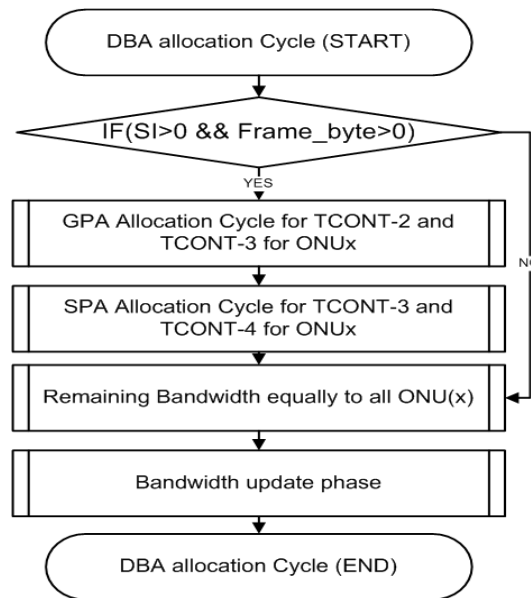 DBA allocation Cycle (START)
IF(SI>0 && Frame_byte>0)
YES
GPA Allocation Cycle for TCONT-2 and
TCONT-3 for ONUx
NO
SPA Allocation Cycle for TCONT-3 and
TCONT-4 for ONUx
Remaining Bandwidth equally to all ONU(x)
Bandwidth update phase
DBA allocation Cycle (END)